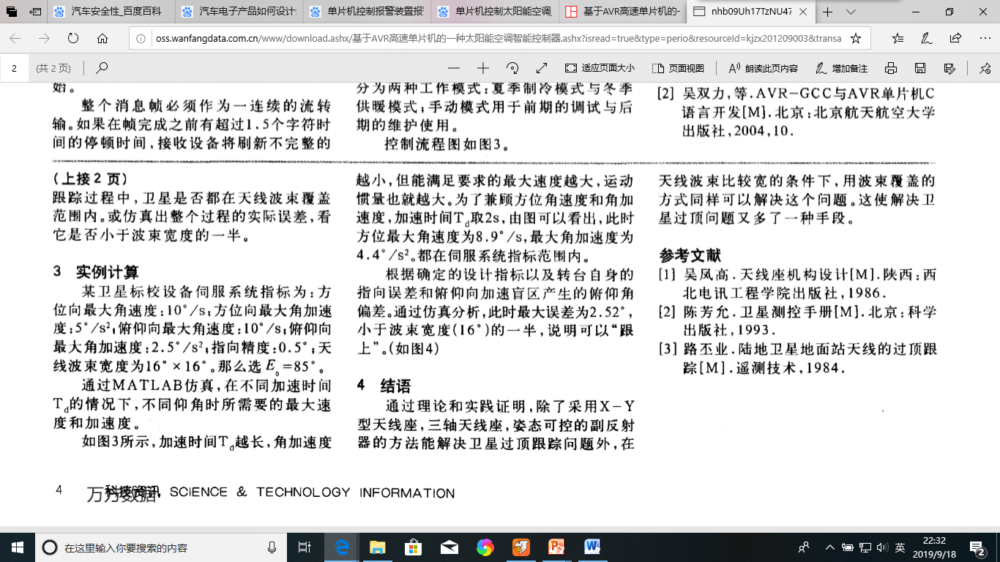 汽车安全性_百度百科
汽车电子产品如何设计
单片机控制报警装置报
单片机控制太阳能空调
基于AVR高速单片机的一
nhb09Uh17TzNU47
oss.wanfangdata.com.cn/www/download.ashx/基于AVR高速单片机的一种太阳能空调智能控制器.ashx?isread=true&type=perio&resourceId=kjzx201209003&transa
2 (共 2 页)
适应页面大小
页面视图
朗读此页内容
增加备注
始。
整个消息帧必须作为一连续的流转
输。如果在帧完成之前有超过1.5个字符时
间的停顿时间,接收设备将刷新不完整的
分为两种工作模式:夏季制冷模式与冬季
供暖模式;手动模式用于前期的调试与后
期的维护使用。
控制流程图如图3。
[2] 吴双力,等.AVR-GCC与AVR单片机C
语言开发[M].北京:北京航天航空大学
出版社,2004,10.
(上接2页)
跟踪过程中,卫星是否都在天线波束覆盖
范围内。或仿真出整个过程的实际误差,看
它是否小于波束宽度的一半。
3 实例计算
某卫星标校设备伺服系统指标为:方
位向最大角速度:10°/s;方位向最大角加速
度:5°/s²;俯仰向最大角速度:10°/s;俯仰向
最大角加速度:2.5°/s²;指向精度:0.5°;天
线波束宽度为16°×16°。那么选E₀=85°。
通过MATLAB仿真,在不同加速时间
Td的情况下,不同仰角时所需要的最大速
度和加速度。
如图3所示,加速时间Td越长,角加速度
越小,但能满足要求的最大速度越大,运动
惯量也就越大。为了兼顾方位角速度和角加
速度,加速时间Td取2s,由图可以看出,此时
方位最大角速度为8.9°/s,最大角加速度为
4.4°/s²。都在伺服系统指标范围内。
根据确定的设计指标以及转台自身的
指向误差和俯仰向加速盲区产生的俯仰角
偏差。通过仿真分析,此时最大误差为2.52°,
小于波束宽度(16°)的一半,说明可以“跟
上”。(如图4)
4 结语
通过理论和实践证明,除了采用X-Y
型天线座,三轴天线座,姿态可控的副反射
器的方法能解决卫星过顶跟踪问题外,在
天线波束比较宽的条件下,用波束覆盖的
方式同样可以解决这个问题。这使解决卫
星过顶问题又多了一种手段。
参考文献
[1] 吴凤高.天线座机构设计[M].陕西:西
北电讯工程学院出版社,1986.
[2] 陈芳允.卫星测控手册[M].北京:科学
出版社,1993.
[3] 路丕业.陆地卫星地面站天线的过顶跟
踪[M].遥测技术,1984.
4 科技资讯 SCIENCE & TECHNOLOGY INFORMATION
万方数据
在这里输入你要搜索的内容
英
22:32
2019/9/18
2